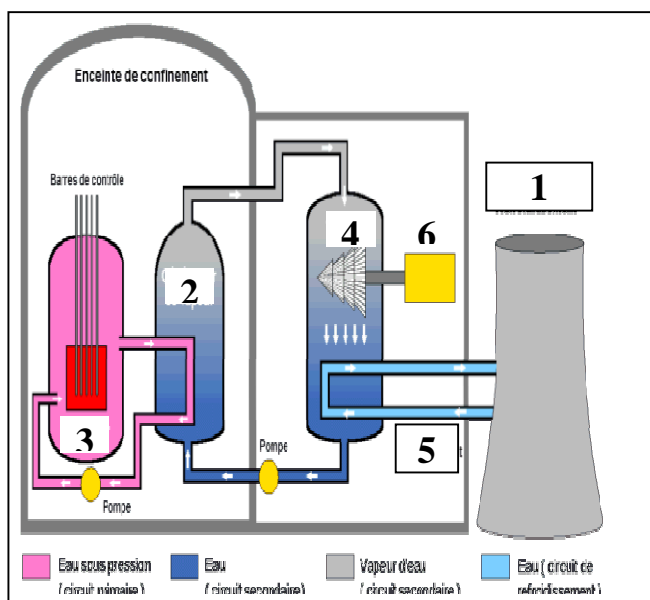 Enceinte de confinement
Barres de contrôle
1
2
4
6
3
5
Pompe
Pompe
Eau sous pression
( circuit primaire )
Eau
( circuit secondaire )
Vapeur d'eau
( circuit secondaire )
Eau ( circuit de
refroidissement )